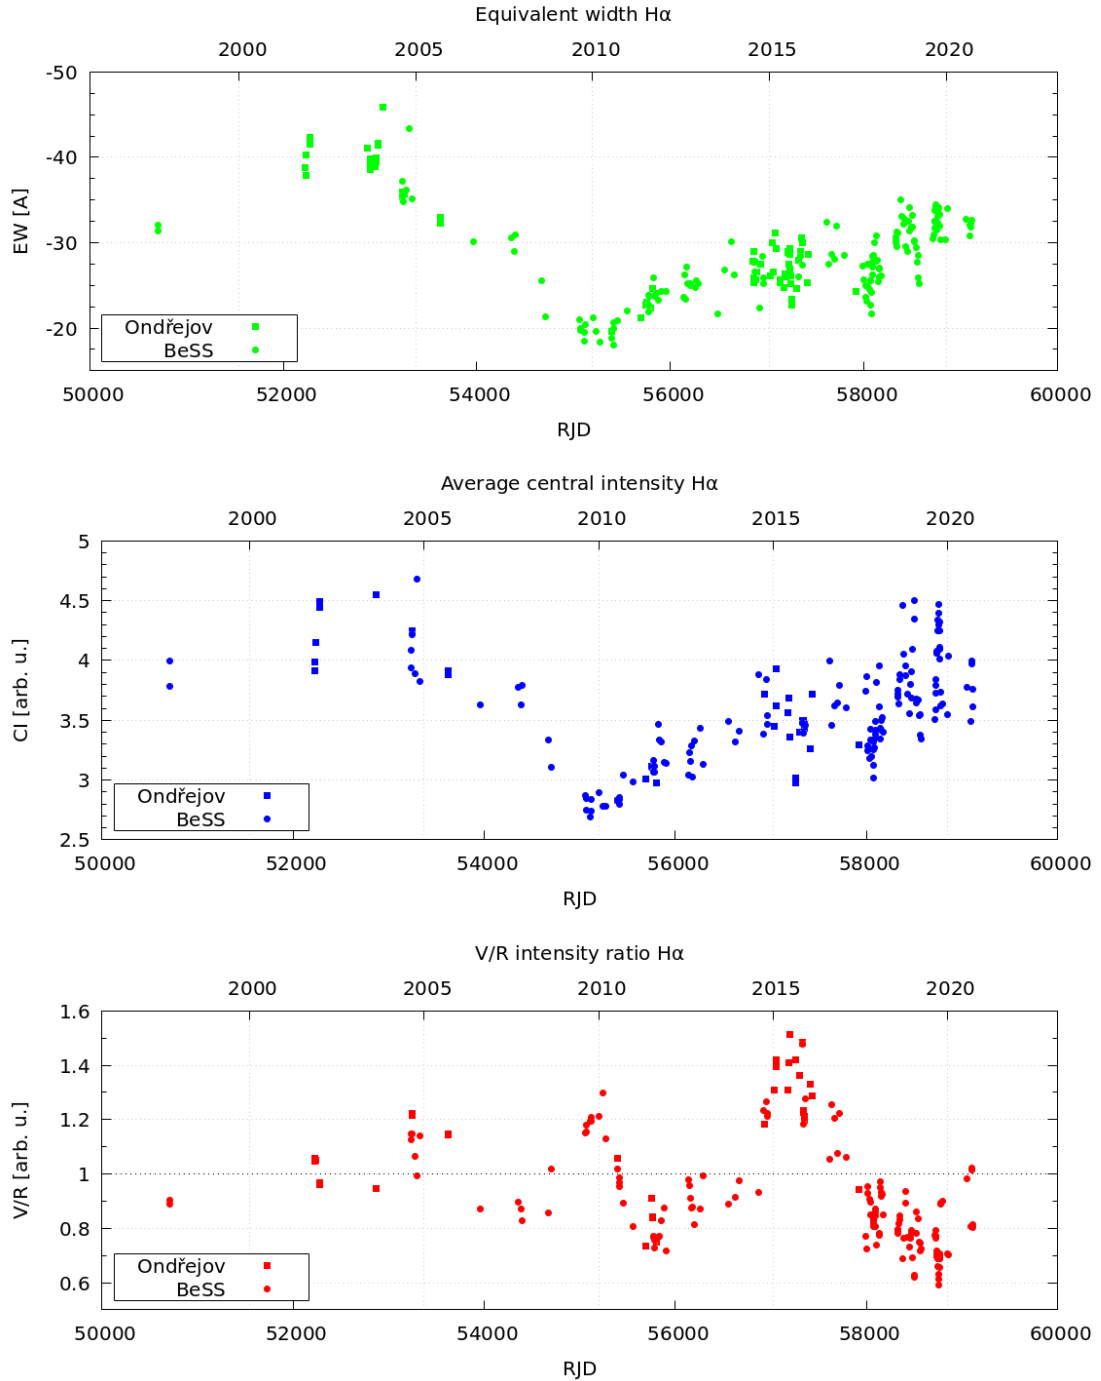 Equivalent width Hα
2000 2005 2010 2015 2020
-50
-40
-30
-20
EW [A]
Ondřejov
BeSS
50000 52000 54000 56000 58000 60000
RJD
Average central intensity Hα
2000 2005 2010 2015 2020
5
4.5
4
3.5
3
2.5
CI [arb. u.]
Ondřejov
BeSS
50000 52000 54000 56000 58000 60000
RJD
V/R intensity ratio Hα
2000 2005 2010 2015 2020
1.6
1.4
1.2
1
0.8
0.6
V/R [arb. u.]
Ondřejov
BeSS
50000 52000 54000 56000 58000 60000
RJD